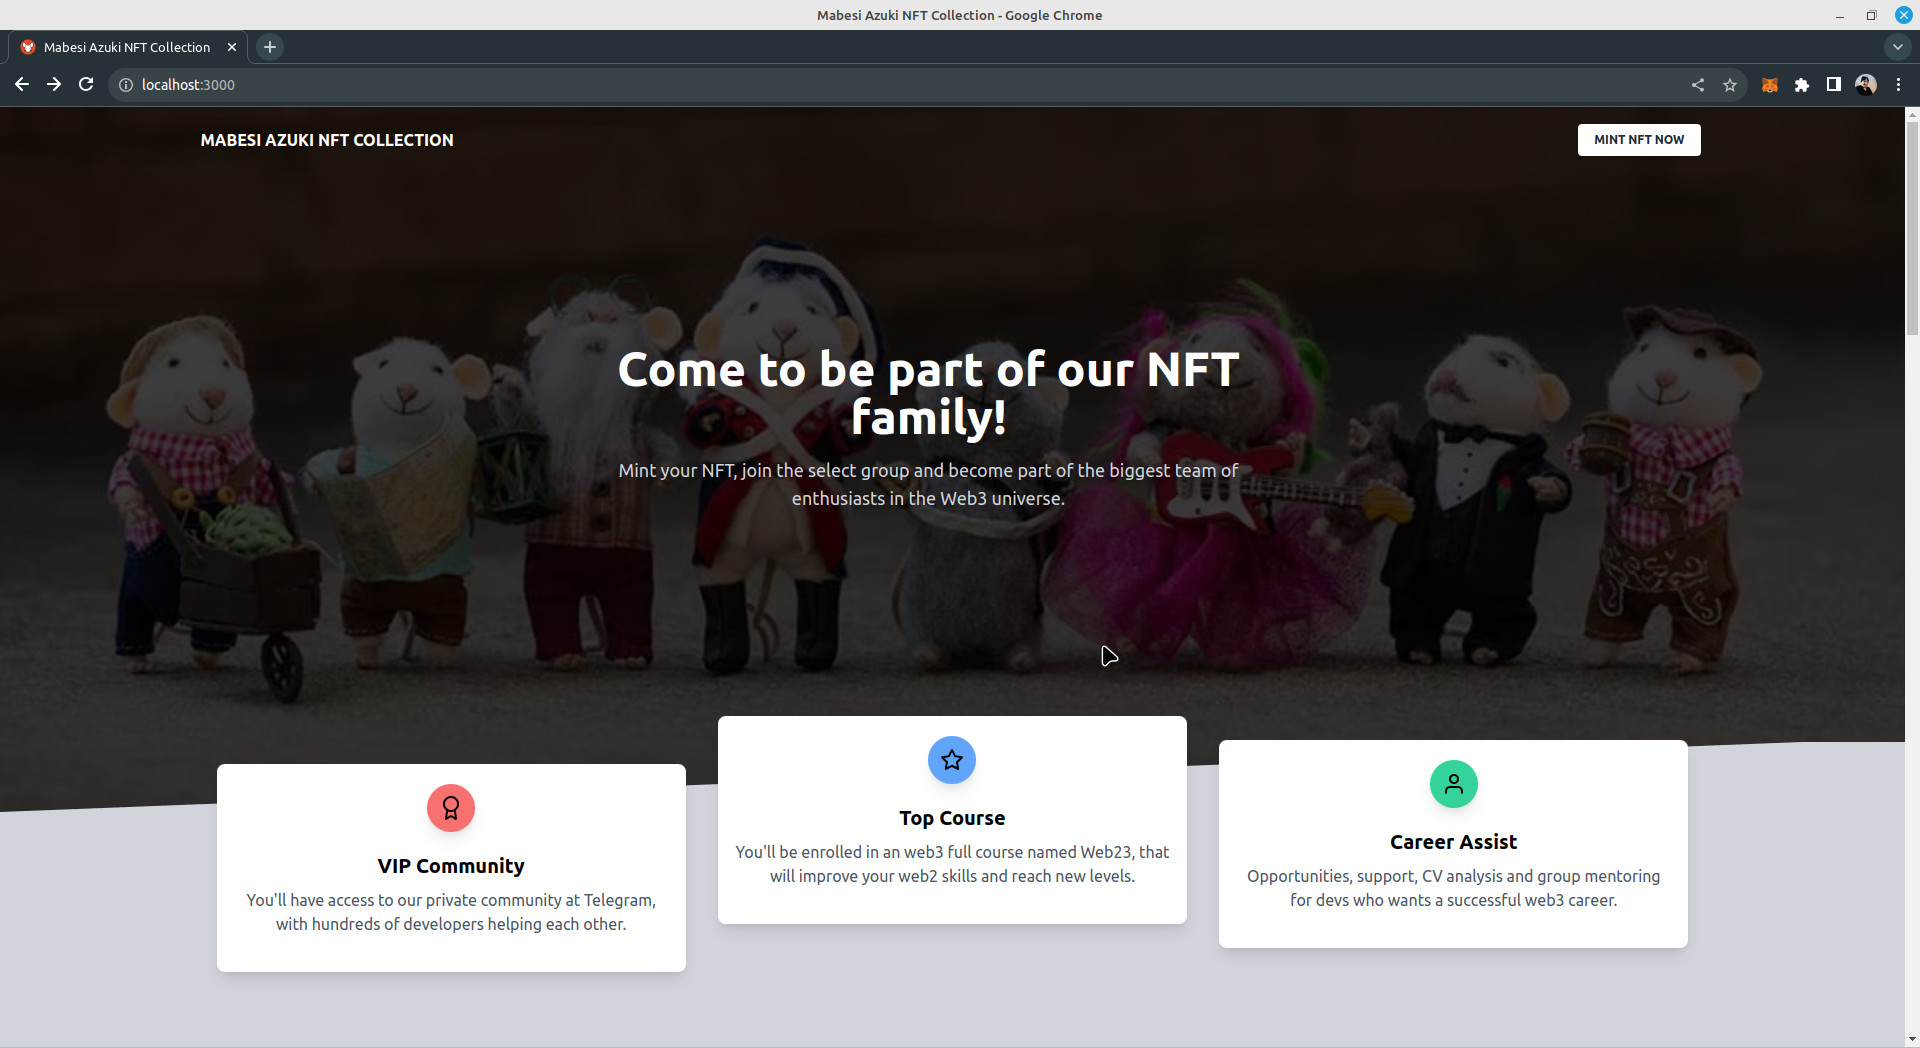 Mabesi Azuki NFT Collection - Google Chrome
Mabesi Azuki NFT Collection
localhost:3000
MABESI AZUKI NFT COLLECTION
MINT NFT NOW
Come to be part of our NFT
family!
Mint your NFT, join the select group and become part of the biggest team of
enthusiasts in the Web3 universe.
VIP Community
You'll have access to our private community at Telegram,
with hundreds of developers helping each other.
Top Course
You'll be enrolled in an web3 full course named Web23, that
will improve your web2 skills and reach new levels.
Career Assist
Opportunities, support, CV analysis and group mentoring
for devs who wants a successful web3 career.